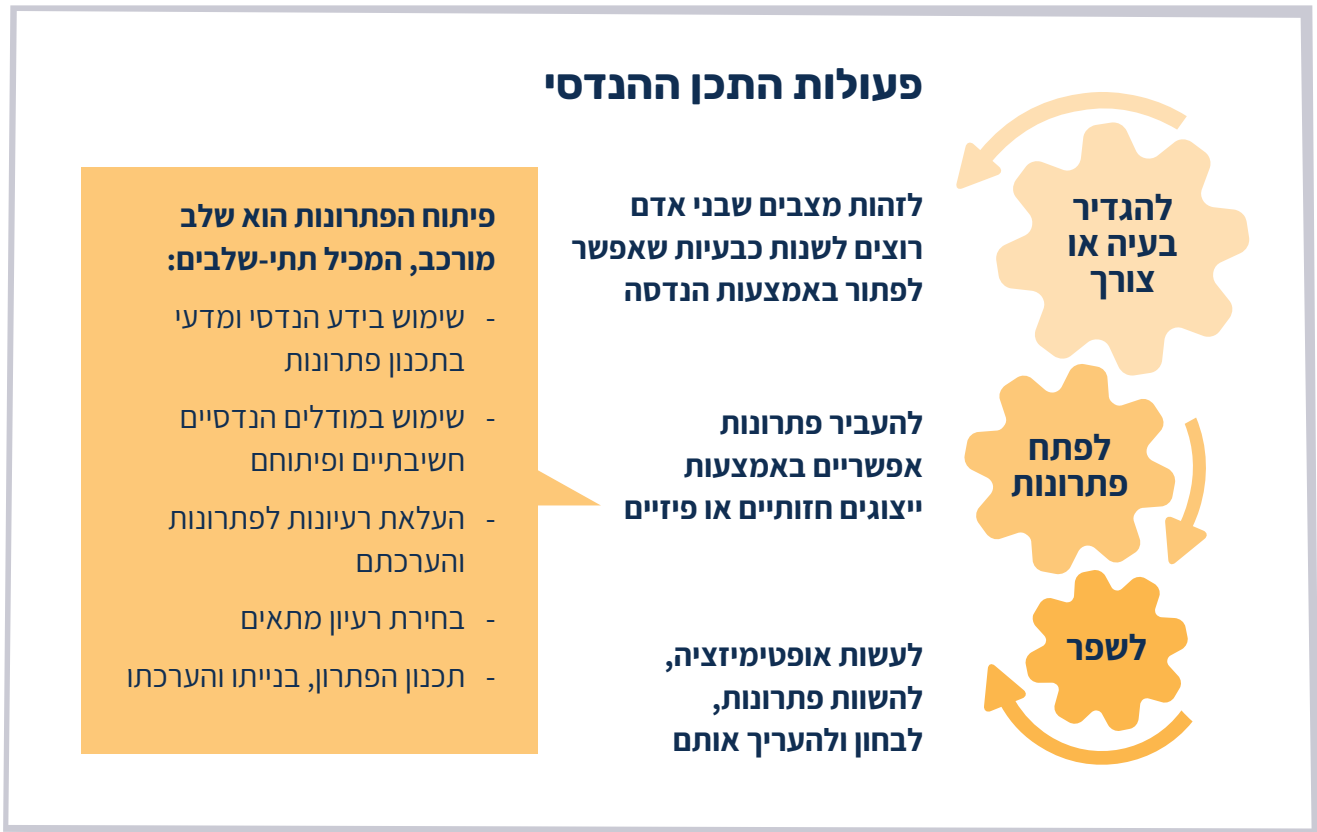 פעולות התכן ההנדסי
להגדיר
בעיה או
צורך
לזהות מצבים שבני אדם
רוצים לשנות כבעיות שאפשר
לפתור באמצעות הנדסה
לפתח
פתרונות
להעביר פתרונות
אפשריים באמצעות
ייצוגים חזותיים או פיזיים
פיתוח הפתרונות הוא שלב
מורכב, המכיל תתי-שלבים:
- שימוש בידע הנדסי ומדעי
בתכנון פתרונות
- שימוש במודלים הנדסיים
חשיבתיים ופיתוחם
- העלאת רעיונות לפתרונות
והערכתם
- בחירת רעיון מתאים
- תכנון הפתרון, בנייתו והערכתו
לשפר
לעשות אופטימיזציה,
להשוות פתרונות,
לבחון ולהעריך אותם